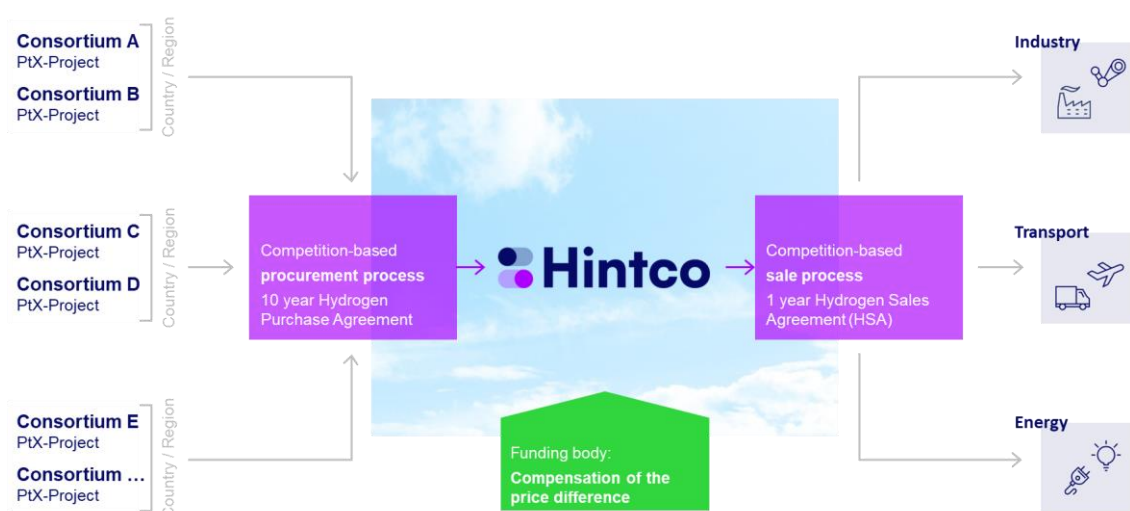 Consortium A
PtX-Project
Consortium B
PtX-Project
Country / Region
Consortium C
PtX-Project
Consortium D
PtX-Project
Country / Region
Consortium E
PtX-Project
Consortium ...
PtX-Project
Country / Region
Competition-based
procurement process
10 year Hydrogen
Purchase Agreement
Hintco
Competition-based
sale process
1 year Hydrogen Sales
Agreement (HSA)
Funding body:
Compensation of the
price difference
Industry
Transport
Energy